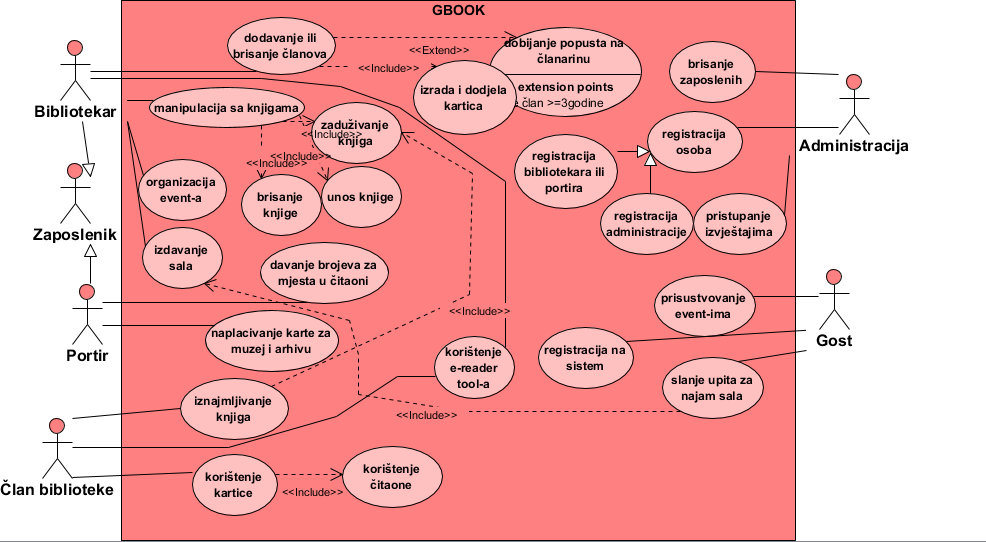 GBOOK
dodavanje ili
brisanje članova
<<Extend>>
<<Include>>
dobijanje popusta na
članarinu
extension points
e član >=3godine
izrada i dodjela
kartica
brisanje
zaposlenih
Bibliotekar
manipulacija sa knjigama
zaduživanje
knjiga
<<Include>>
<<Include>>
<<Include>>
registracija
osoba
Administracija
registracija
bibliotekara ili
portira
organizacija
event-a
brisanje
knjige
unos knjige
registracija
administracije
pristupanje
izvještajima
Zaposlenik
izdavanje
sala
davanje brojeva za
mjesta u čitaoni
prisustvovanje
event-ima
<<Include>>
Portir
naplacivanje karte za
muzej i arhivu
korištenje
e-reader
tool-a
registracija na
sistem
Gost
slanje upita za
najam sala
iznajmljivanje
knjiga
<<Include>>
Član biblioteke
korištenje
kartice
<<Include>>
korištenje
čitaone